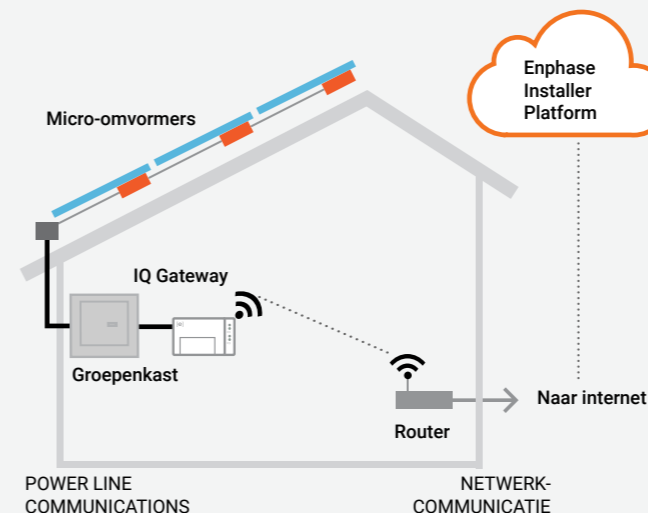 Enphase
Installer
Platform
Micro-omvormers
IQ Gateway
Groepenkast
Naar internet
Router
POWER LINE
COMMUNICATIONS
NETWERK-
COMMUNICATIE